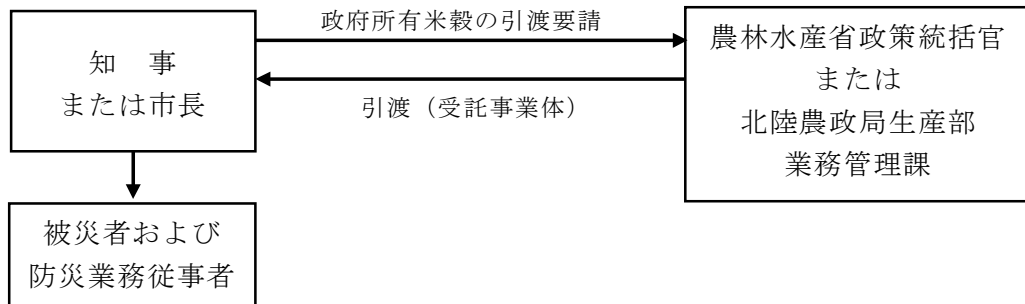 政府所有米穀の引渡要請
知　事
または市長
引渡（受託事業体）
農林水産省政策統括官
または
北陸農政局生産部
業務管理課
被災者および
防災業務従事者